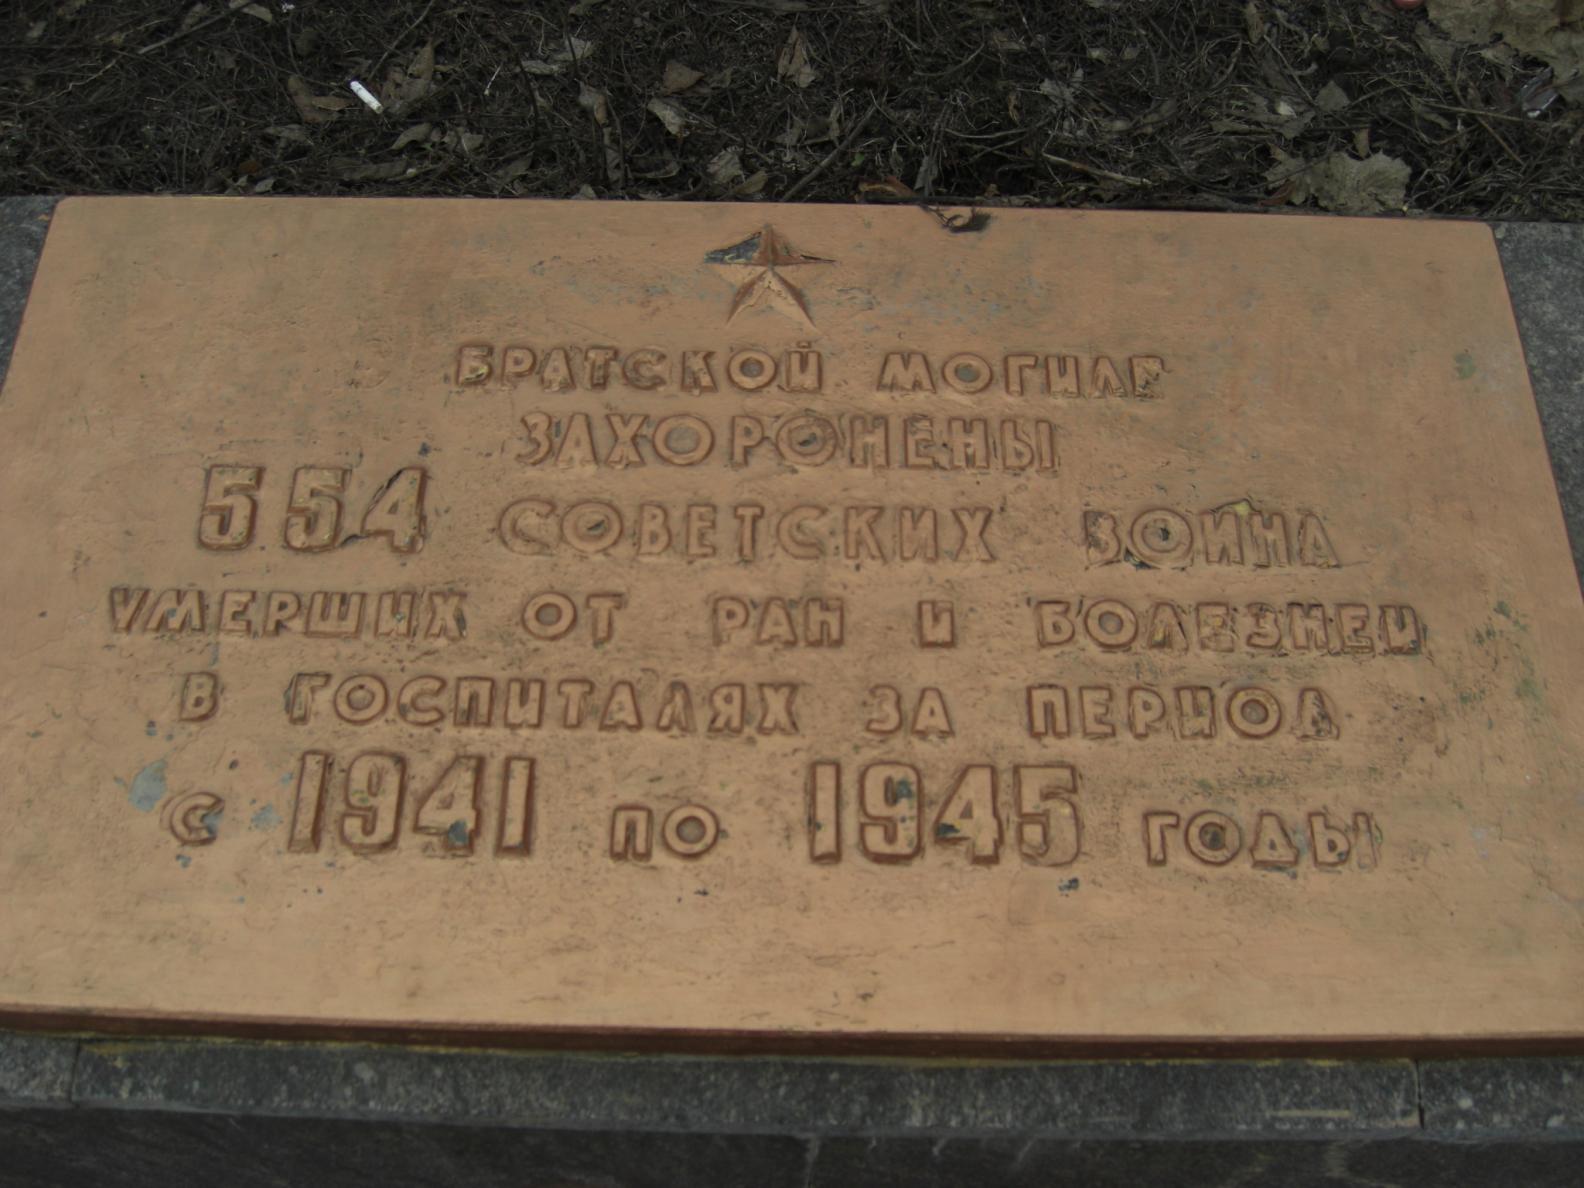 БРАТСКОЙ МОГИЛЕ
ЗАХОРОНЕНЫ
554 СОВЕТСКИХ ВОИНА
УМЕРШИХ ОТ РАН И БОЛЕЗНЕЙ
В ГОСПИТАЛЯХ ЗА ПЕРИОД
С 1941 ПО 1945 ГОДЫ